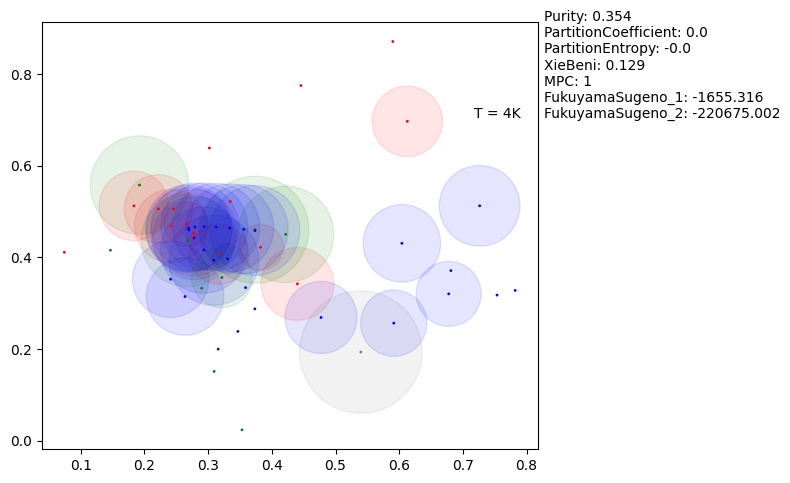 Purity: 0.354
PartitionCoefficient: 0.0
PartitionEntropy: -0.0
XieBeni: 0.129
MPC: 1
FukuyamaSugeno_1: -1655.316
FukuyamaSugeno_2: -220675.002
T = 4K
0.8
0.6
0.4
0.2
0.0
0.1 0.2 0.3 0.4 0.5 0.6 0.7 0.8